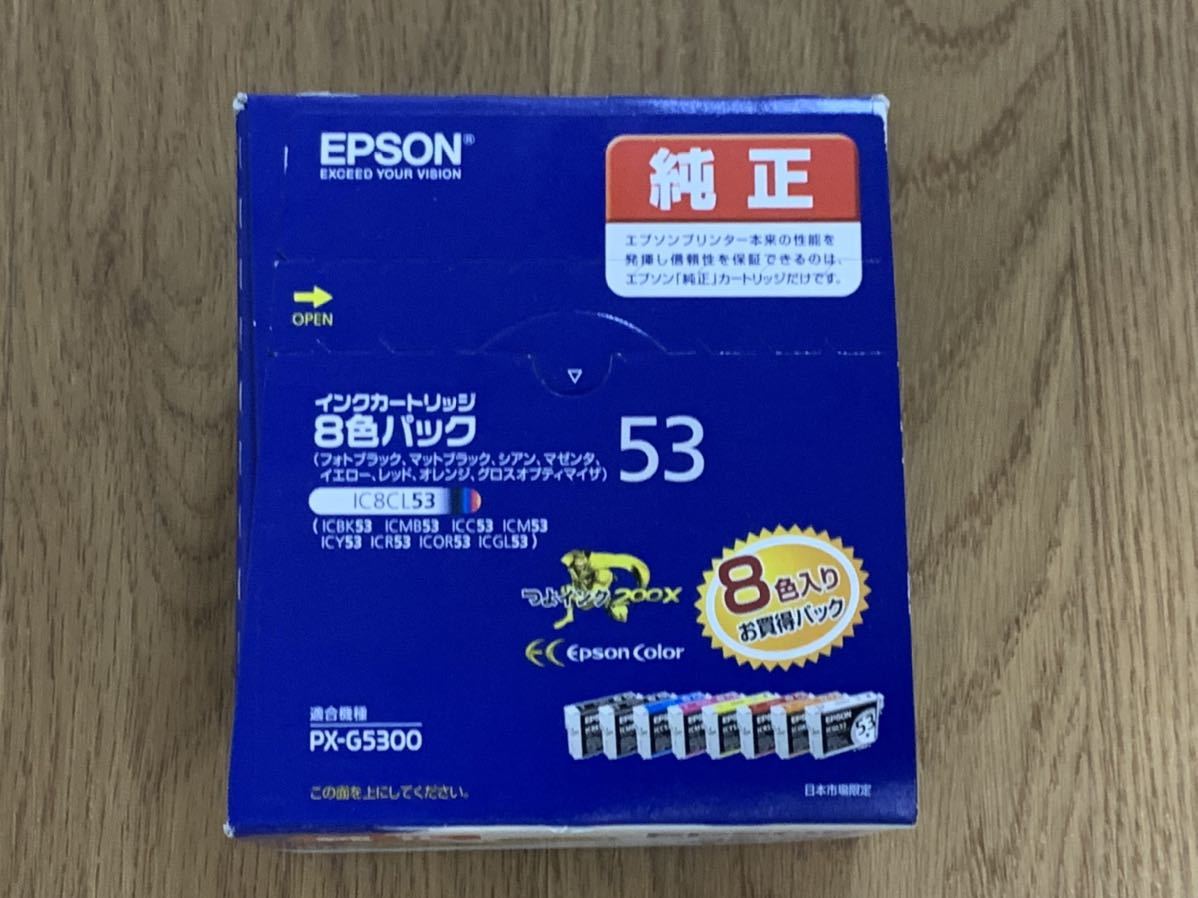 EPSON®
EXCEED YOUR VISION
純正
エプソンプリンター本来の性能を
発揮し信頼性を保証できるのは、
エプソン「純正」カートリッジだけです。
OPEN
インクカートリッジ
8色パック
(フォトブラック、マットブラック、シアン、マゼンタ、
イエロー、レッド、オレンジ、グロスオプティマイザ)
53
IC8CL53
(ICBK53 ICMB53 ICC53 ICM53
ICY53 ICR53 ICOR53 ICGL53)
つよインク200X
EC Epson Color
8色入り
お買得パック
適合機種
PX-G5300
EPSON
53
この面を上にしてください。
日本市場限定